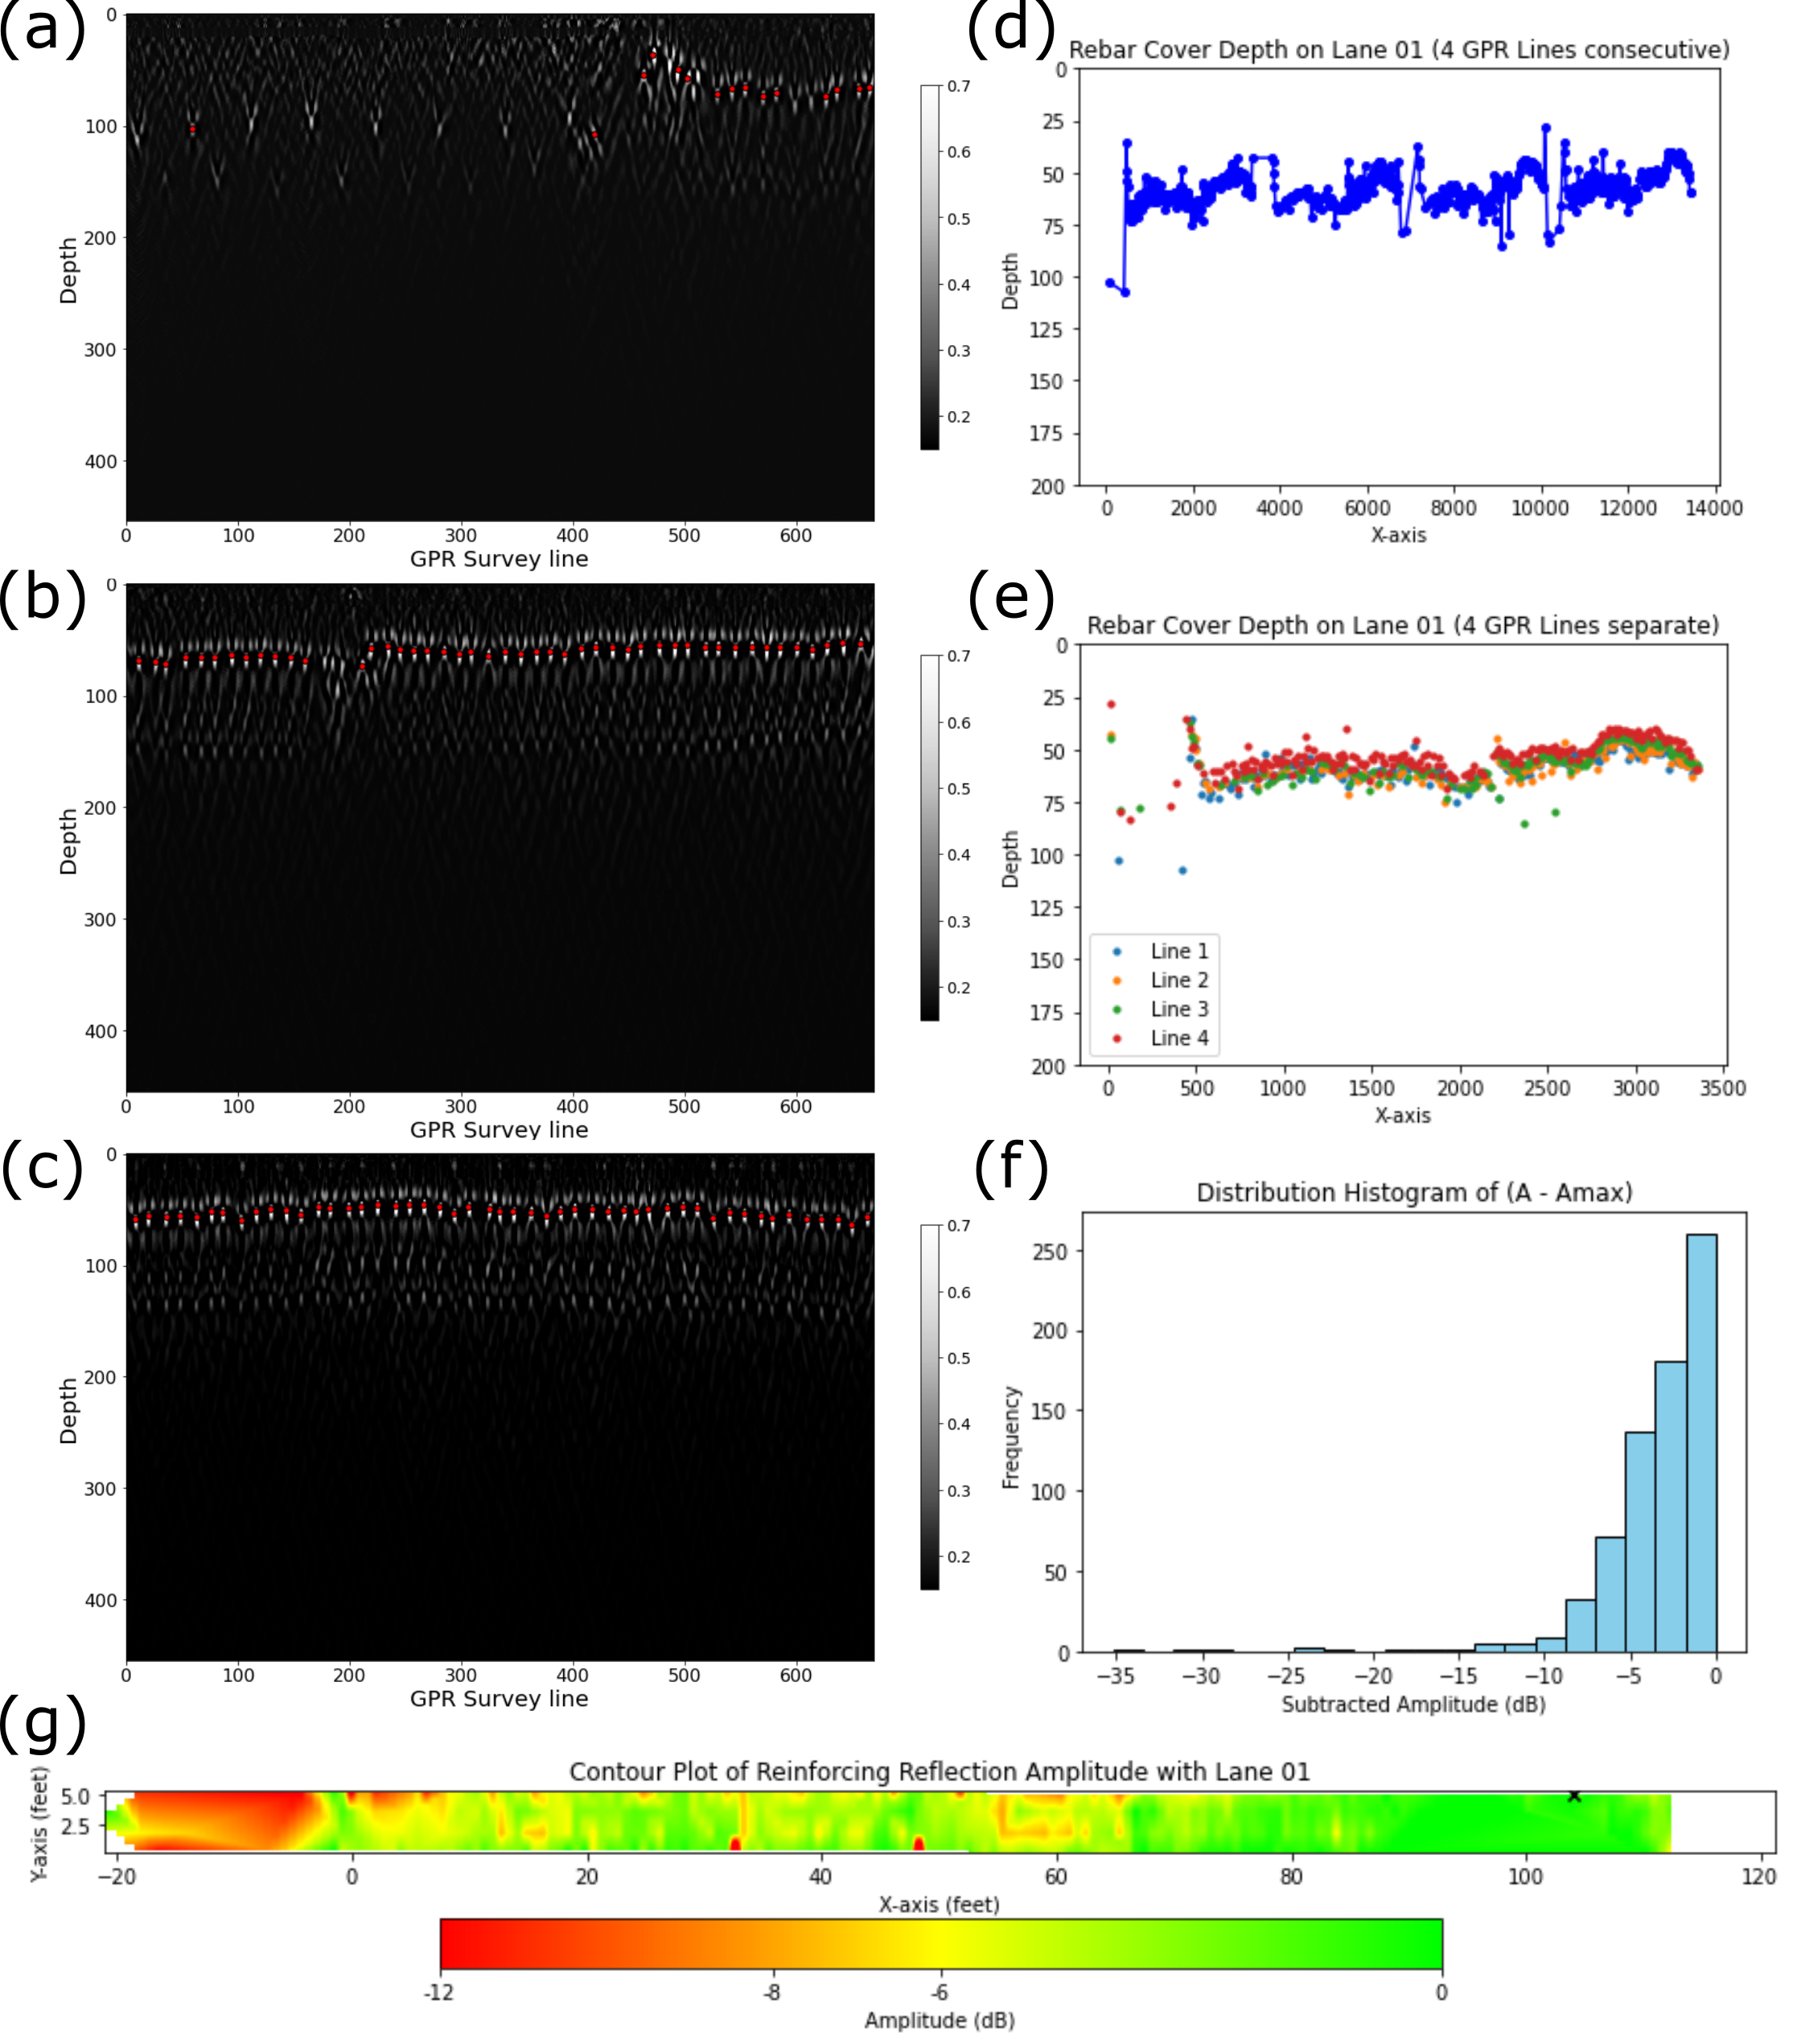 (a)
0
100
200
300
400
Depth
0 100 200 300 400 500 600
GPR Survey line
0.7
0.6
0.5
0.4
0.3
0.2
(d)
Rebar Cover Depth on Lane 01 (4 GPR Lines consecutive)
0
25
50
75
100
125
150
175
200
Depth
0 2000 4000 6000 8000 10000 12000 14000
X-axis
(b)
0
100
200
300
400
Depth
0 100 200 300 400 500 600
GPR Survey line
0.7
0.6
0.5
0.4
0.3
0.2
(e)
Rebar Cover Depth on Lane 01 (4 GPR Lines separate)
0
25
50
75
100
125
150
175
200
Depth
Line 1
Line 2
Line 3
Line 4
0 500 1000 1500 2000 2500 3000 3500
X-axis
(c)
0
100
200
300
400
Depth
0 100 200 300 400 500 600
GPR Survey line
0.7
0.6
0.5
0.4
0.3
0.2
(f)
Distribution Histogram of (A - Amax)
250
200
150
100
50
0
Frequency
−35 −30 −25 −20 −15 −10 −5 0
Subtracted Amplitude (dB)
(g)
Contour Plot of Reinforcing Reflection Amplitude with Lane 01
Y-axis (feet)
5.0
2.5
−20 0 20 40 60 80 100 120
X-axis (feet)
-12 -8 -6 0
Amplitude (dB)